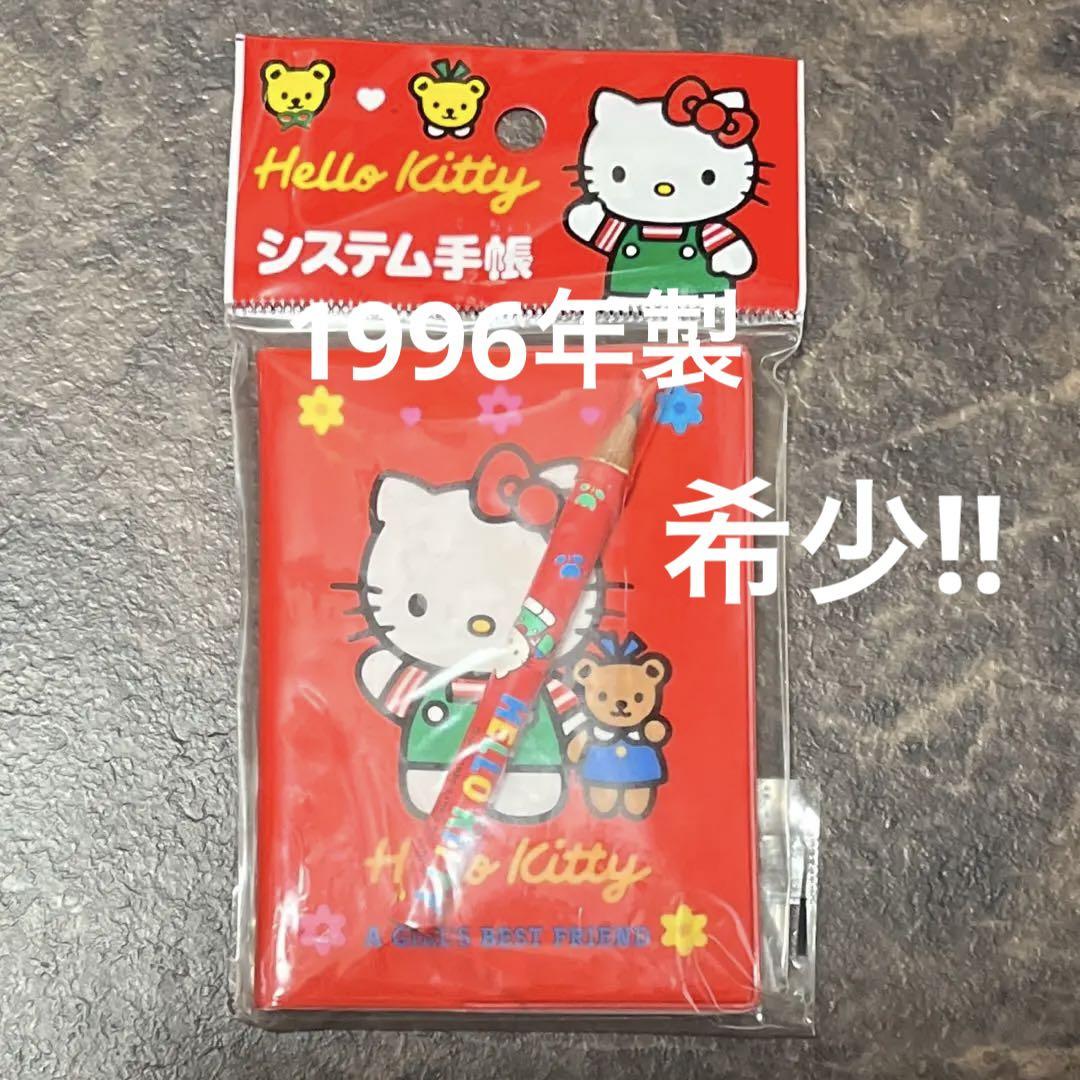 Hello Kitty
システム手帳
1996年製
希少!!
HELLO
Hello Kitty
A GIRL'S BEST FRIEND